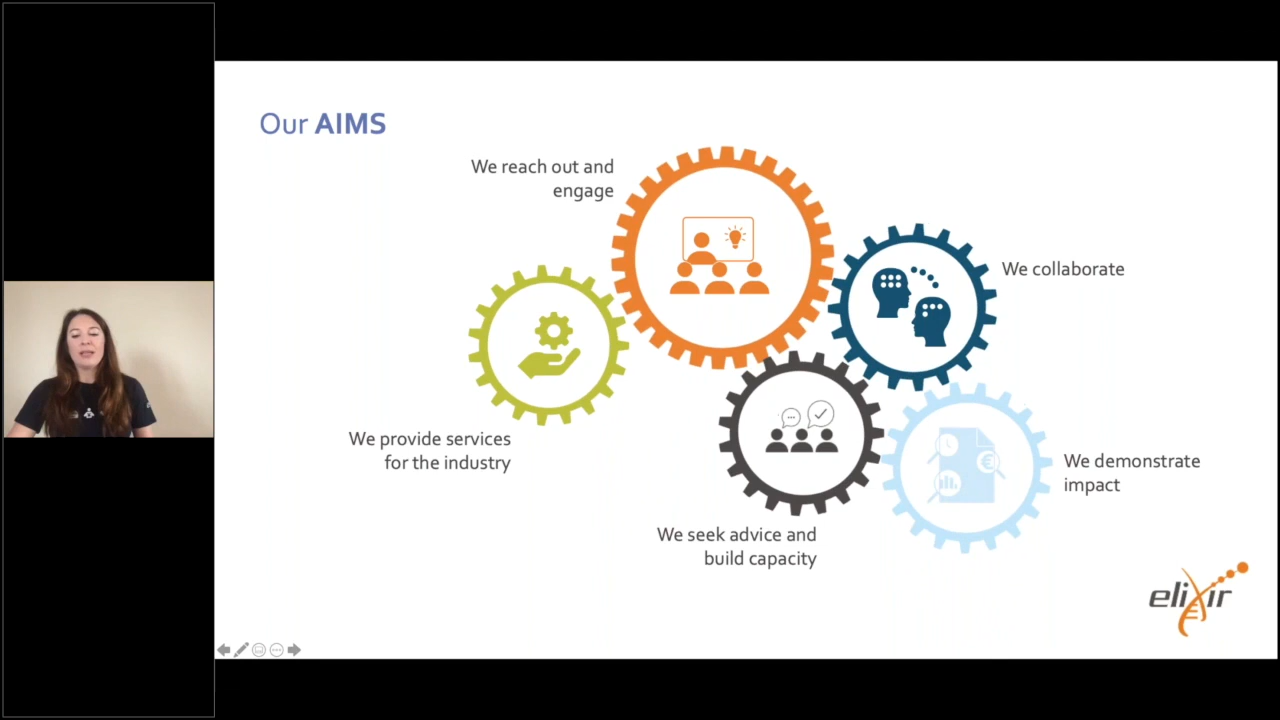 Our AIMS
We reach out and
engage
We collaborate
We provide services
for the industry
We demonstrate
impact
We seek advice and
build capacity
elixir